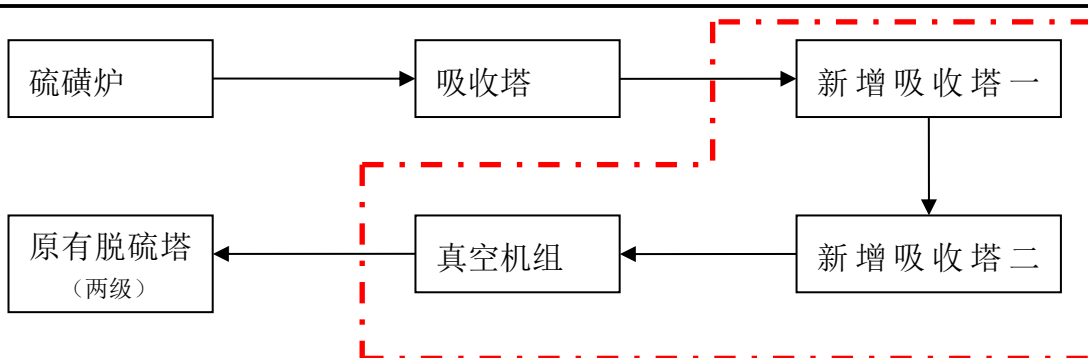 硫磺炉
吸收塔
新增吸收塔一
原有脱硫塔
（两级）
真空机组
新增吸收塔二